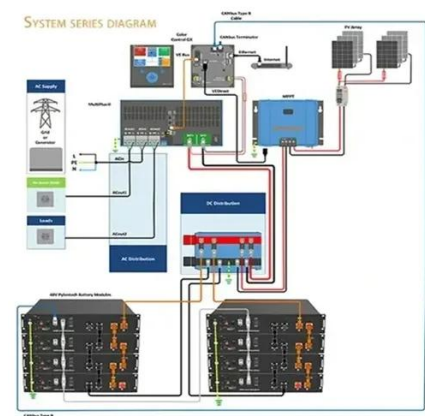 SYSTEM SERIES DIAGRAM
CANbus Type B
Cable
Color
Control GX
CANbus Terminator
VE Bus
Ethernet
Internet
PV Array
AC Supply
VE.Direct
MPPT
MultiPlus-II
Grid
or
Generator
L
PE
N
ACin
ACout1
Loads
ACout2
DC Distribution
AC Distribution
48V Pylontech Battery Modules
CANbus Type B